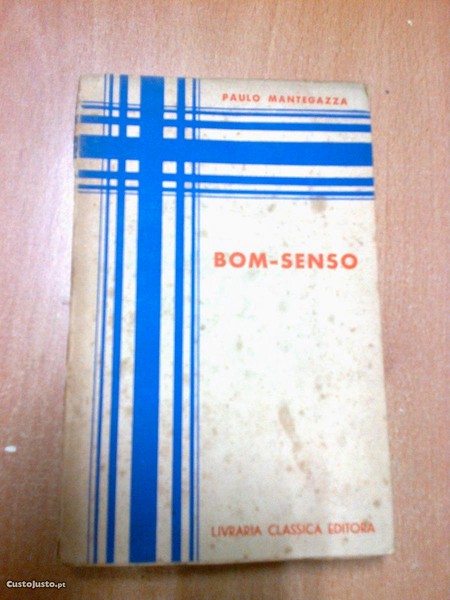 PAULO MANTEGAZZA
BOM-SENSO
LIVRARIA CLASSICA EDITORA
CustoJusto.pt